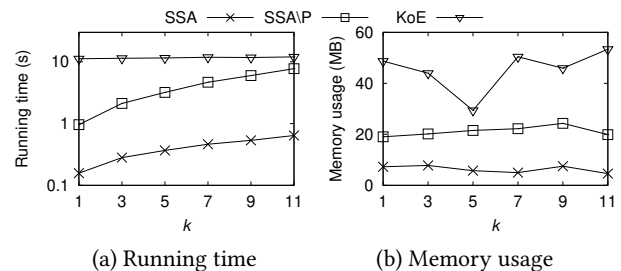 SSA SSA\P KoE
Running time (s)
10
1
0.1
1 3 5 7 9 11
k
(a) Running time
Memory usage (MB)
60
40
20
0
1 3 5 7 9 11
k
(b) Memory usage